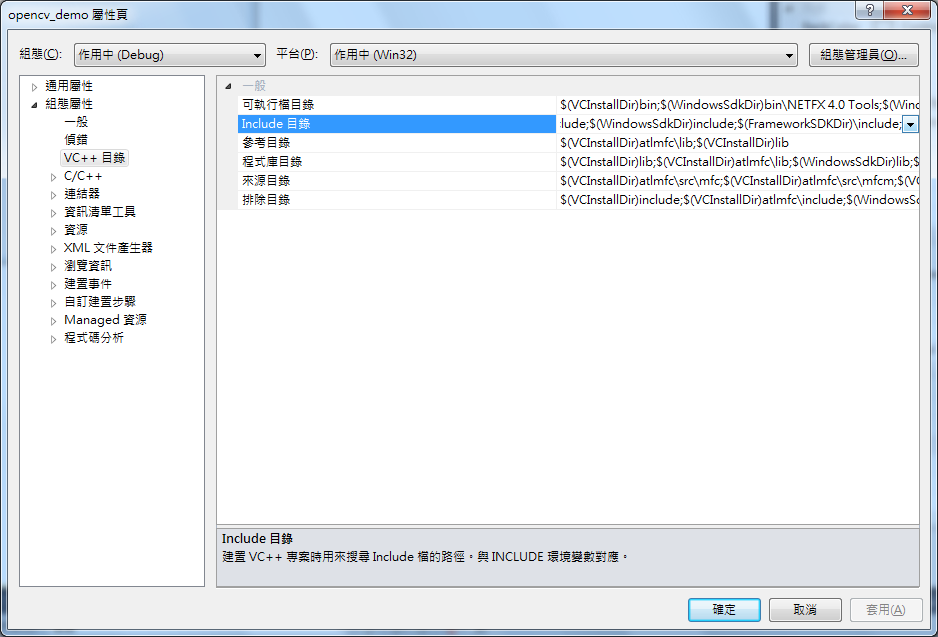 opencv_demo 屬性頁
組態(C): 作用中 (Debug) 平台(P): 作用中 (Win32) 組態管理員(O)...
通用屬性
組態屬性
一般
偵錯
VC++ 目錄
C/C++
連結器
資訊清單工具
資源
XML 文件產生器
瀏覽資訊
建置事件
自訂建置步驟
Managed 資源
程式碼分析
一般
可執行檔目錄 $(VCInstallDir)bin;$(WindowsSdkDir)bin\NETFX 4.0 Tools;$(Winc
Include 目錄 lude;$(WindowsSdkDir)include;$(FrameworkSDKDir)\include;
參考目錄 $(VCInstallDir)atlmfc\lib;$(VCInstallDir)lib
程式庫目錄 $(VCInstallDir)lib;$(VCInstallDir)atlmfc\lib;$(WindowsSdkDir)lib;$
來源目錄 $(VCInstallDir)atlmfc\src\mfc;$(VCInstallDir)atlmfc\src\mfcm;$(VC
排除目錄 $(VCInstallDir)include;$(VCInstallDir)atlmfc\include;$(WindowsSc
Include 目錄
建置 VC++ 專案時用來搜尋 Include 檔的路徑。與 INCLUDE 環境變數對應。
確定 取消 套用(A)